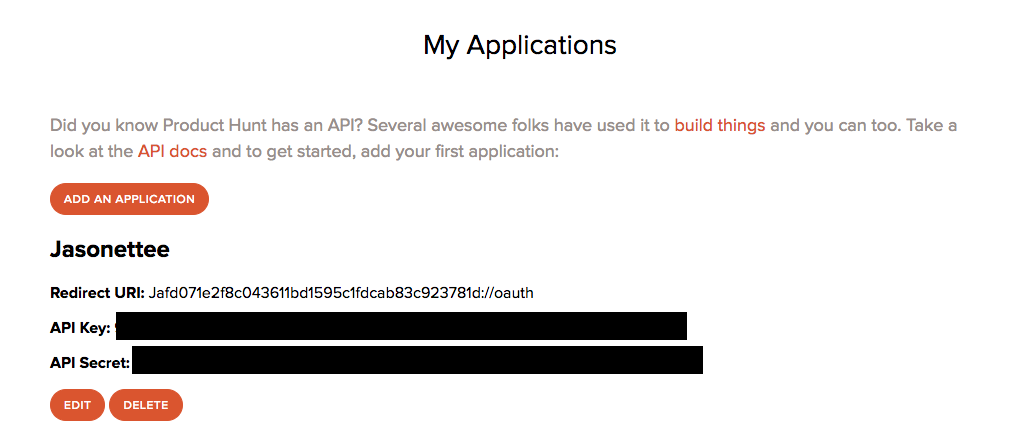 My Applications
Did you know Product Hunt has an API? Several awesome folks have used it to build things and you can too. Take a
look at the API docs and to get started, add your first application:
ADD AN APPLICATION
Jasonettee
Redirect URI: Jafd071e2f8c043611bd1595c1fdcab83c923781d://oauth
API Key:
API Secret:
EDIT DELETE